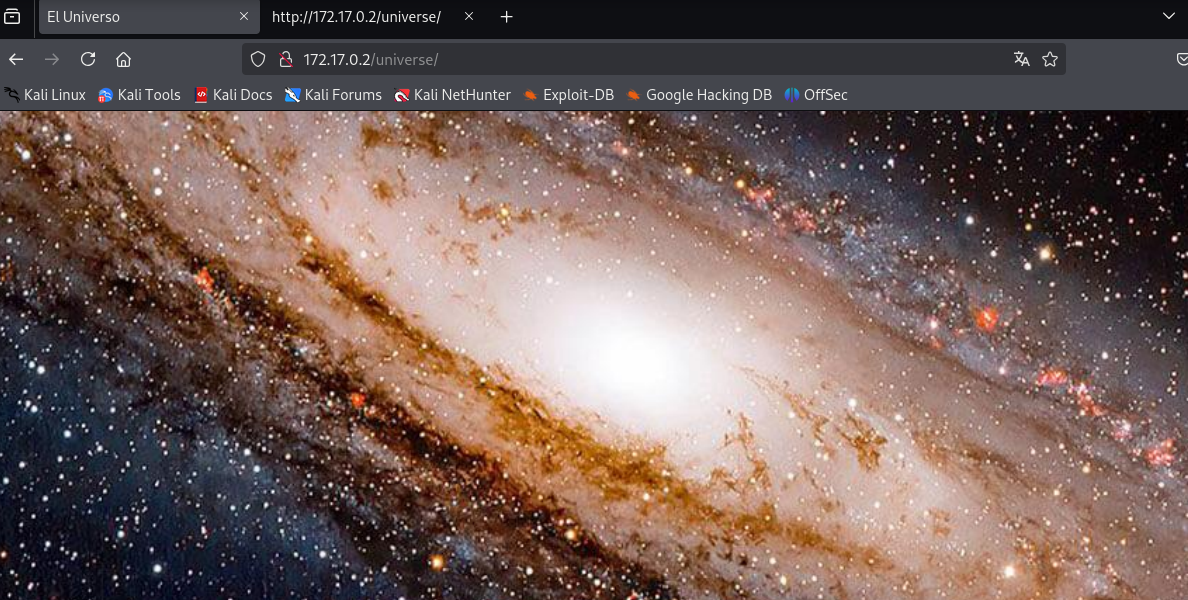 El Universo http://172.17.0.2/universe/
172.17.0.2/universe/
Kali Linux Kali Tools Kali Docs Kali Forums Kali NetHunter Exploit-DB Google Hacking DB OffSec